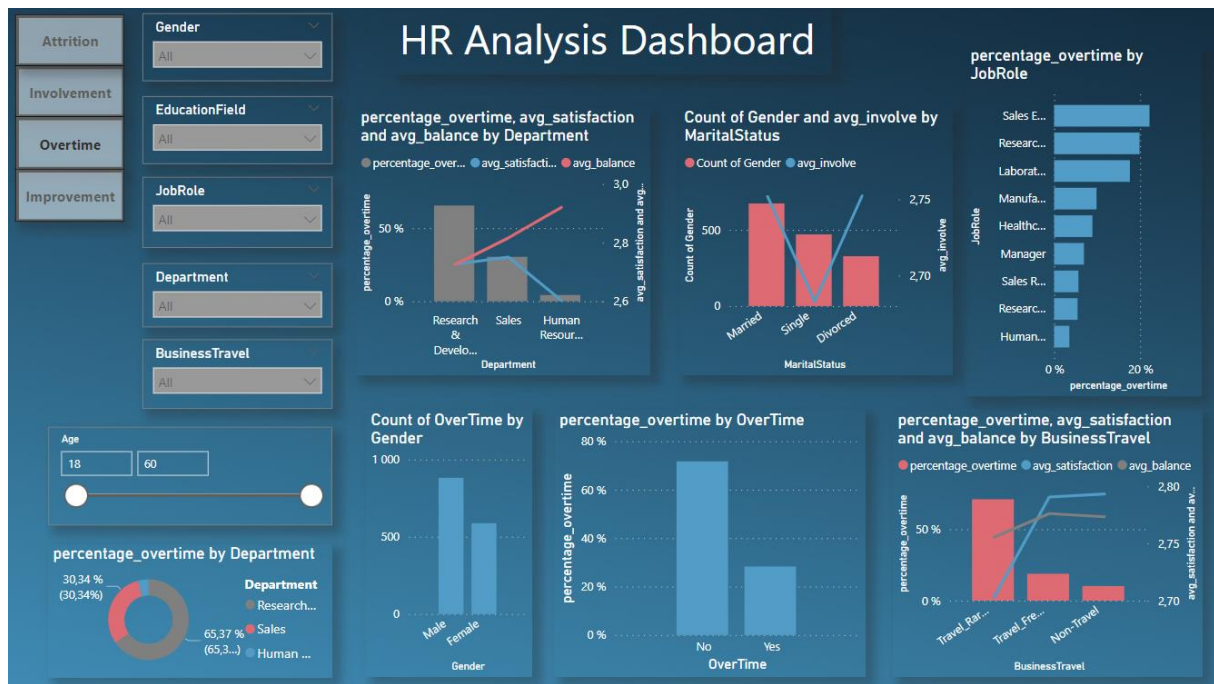 HR Analysis Dashboard
Attrition
Involvement
Overtime
Improvement
Gender
All
EducationField
All
JobRole
All
Department
All
BusinessTravel
All
Age
18
60
percentage_overtime by Department
30,34 %
(30,34%)
65,37 %
(65,3...)
Department
Research...
Sales
Human ...
percentage_overtime, avg_satisfaction
and avg_balance by Department
percentage_over... avg_satisfacti... avg_balance
percentage_overtime
50 %
0 %
3,0
2,8
2,6
avg_satisfaction and avg_...
Research
&
Develo...
Sales
Human
Resour...
Department
Count of Gender and avg_involve by
MaritalStatus
Count of Gender avg_involve
Count of Gender
500
0
2,75
2,70
avg_involve
Married
Single
Divorced
MaritalStatus
percentage_overtime by
JobRole
JobRole
Sales E...
Researc...
Laborat...
Manufa...
Healthc...
Manager
Sales R...
Researc...
Human...
0 %
20 %
percentage_overtime
Count of OverTime by
Gender
1 000
500
0
Male
Female
Gender
percentage_overtime by OverTime
percentage_overtime
80 %
60 %
40 %
20 %
0 %
No
Yes
OverTime
percentage_overtime, avg_satisfaction
and avg_balance by BusinessTravel
percentage_overtime avg_satisfaction avg_balance
percentage_overtime
50 %
0 %
2,80
2,75
2,70
avg_satisfaction and av...
Travel_Rar...
Travel_Fre...
Non-Travel
BusinessTravel